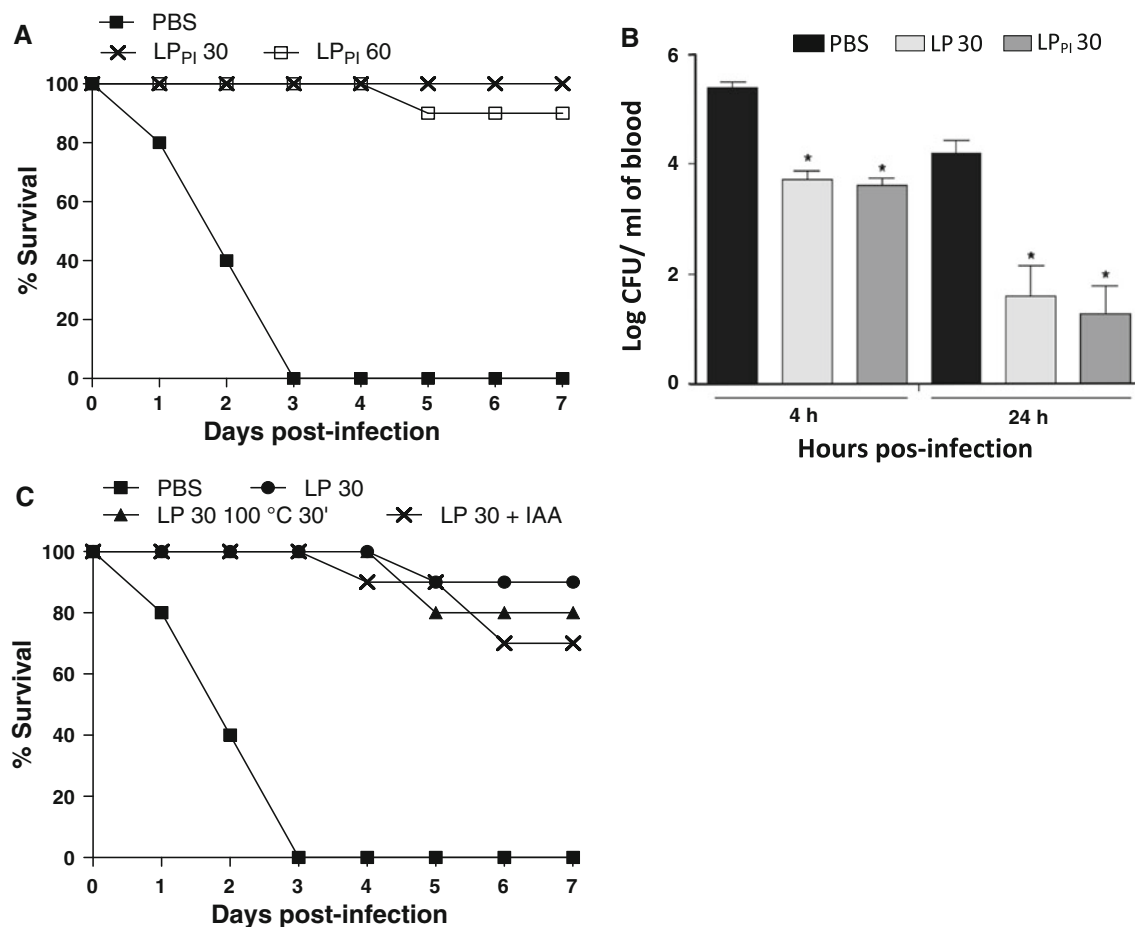 A
PBS
LPPI 30
LPPI 60
100
80
60
40
20
0
% Survival
0 1 2 3 4 5 6 7
Days post-infection
B
PBS
LP 30
LPPI 30
6
4
2
0
Log CFU/ ml of blood
* * * *
4 h
24 h
Hours pos-infection
C
PBS
LP 30
LP 30 100 °C 30'
LP 30 + IAA
100
80
60
40
20
0
% Survival
0 1 2 3 4 5 6 7
Days post-infection